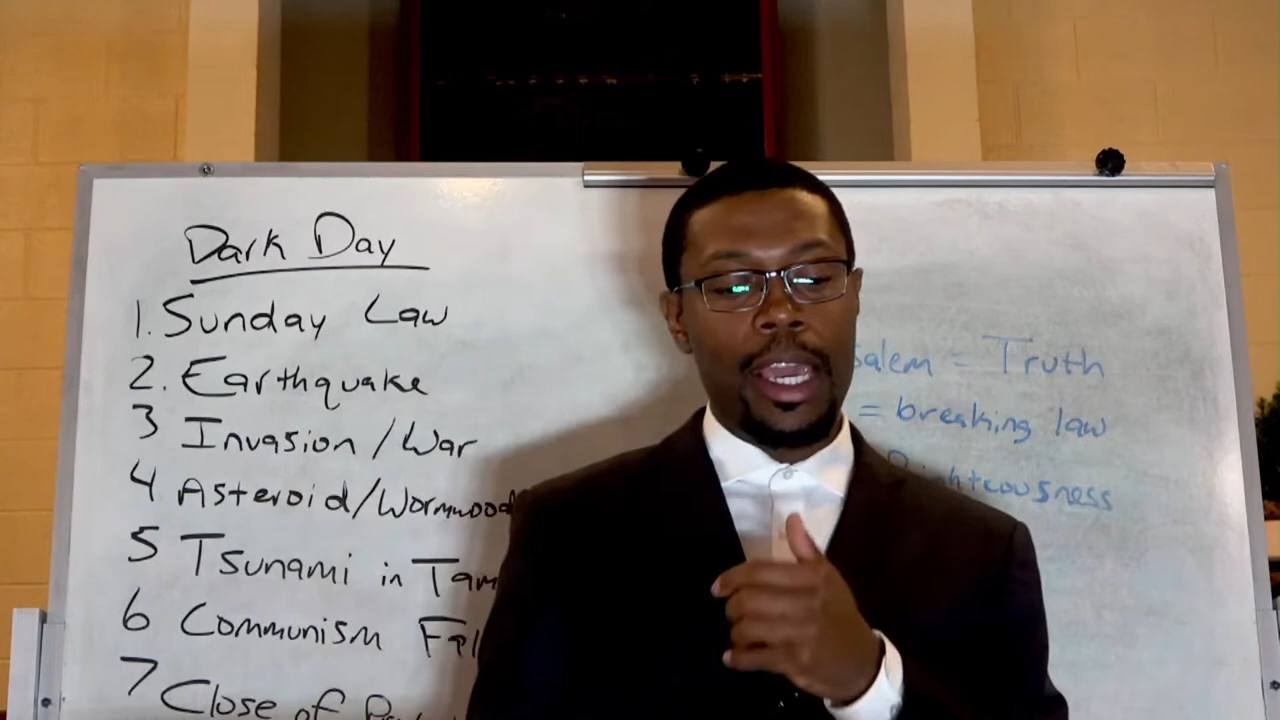 Dark Day
1. Sunday Law
2. Earthquake
3 Invasion / War
4 Asteroid/Wormwood
5 Tsunami in
6 Communism
7 Close of
salem = Truth
= breaking law